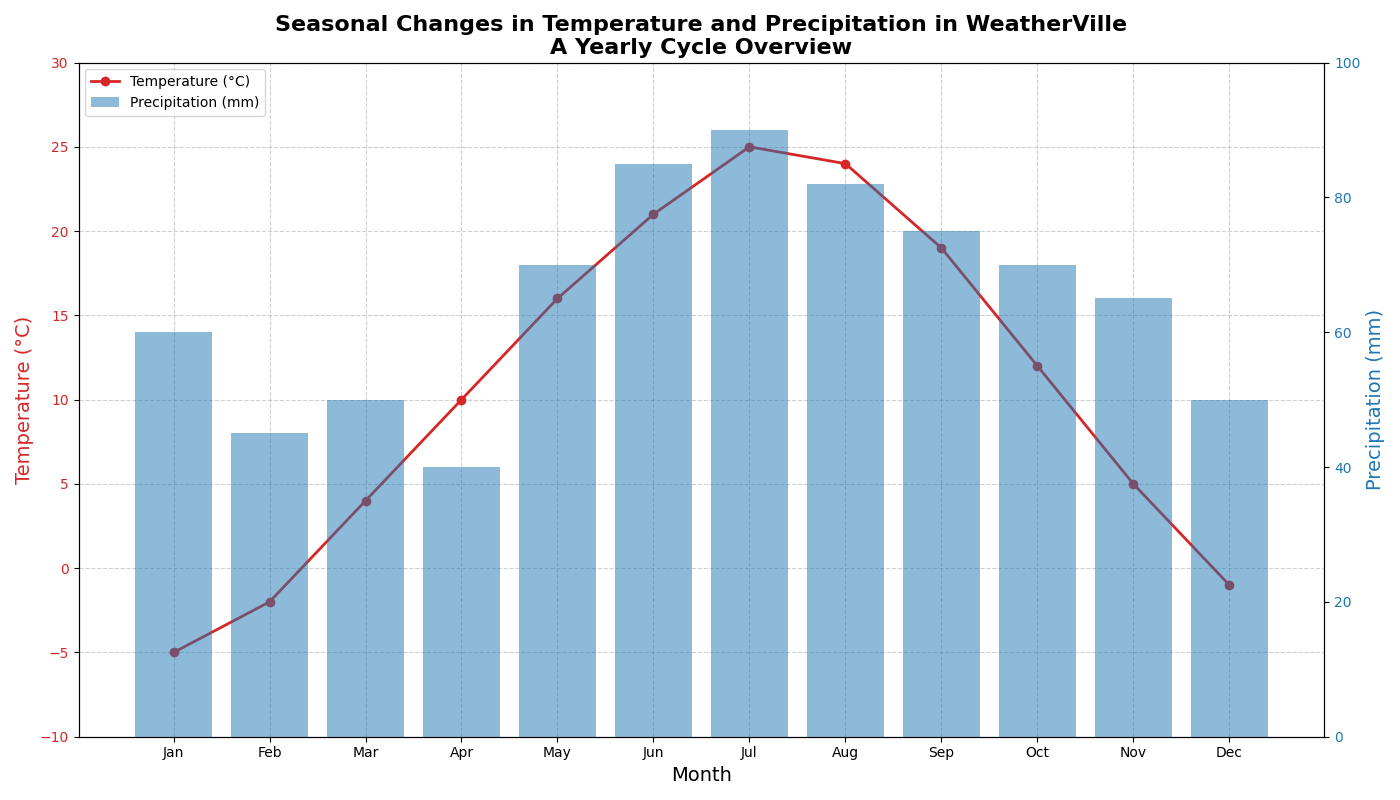 Seasonal Changes in Temperature and Precipitation in WeatherVille
A Yearly Cycle Overview
Temperature (°C)
Precipitation (mm)
30
25
20
15
10
5
0
−5
−10
Temperature (°C)
100
80
60
40
20
0
Precipitation (mm)
Jan Feb Mar Apr May Jun Jul Aug Sep Oct Nov Dec
Month